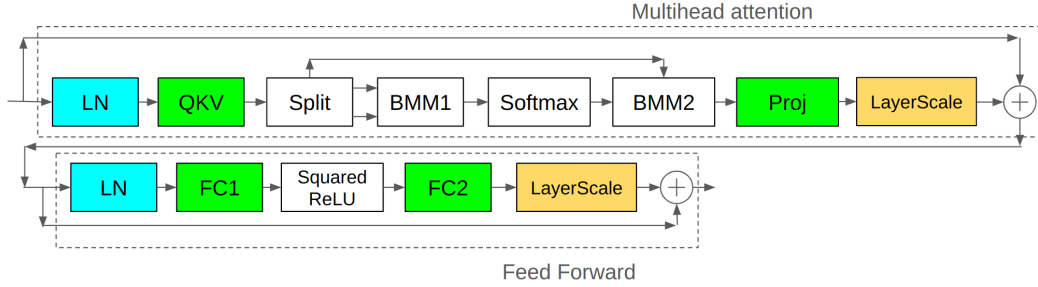 Multihead attention
LN
QKV
Split
BMM1
Softmax
BMM2
Proj
LayerScale
LN
FC1
Squared
ReLU
FC2
LayerScale
Feed Forward